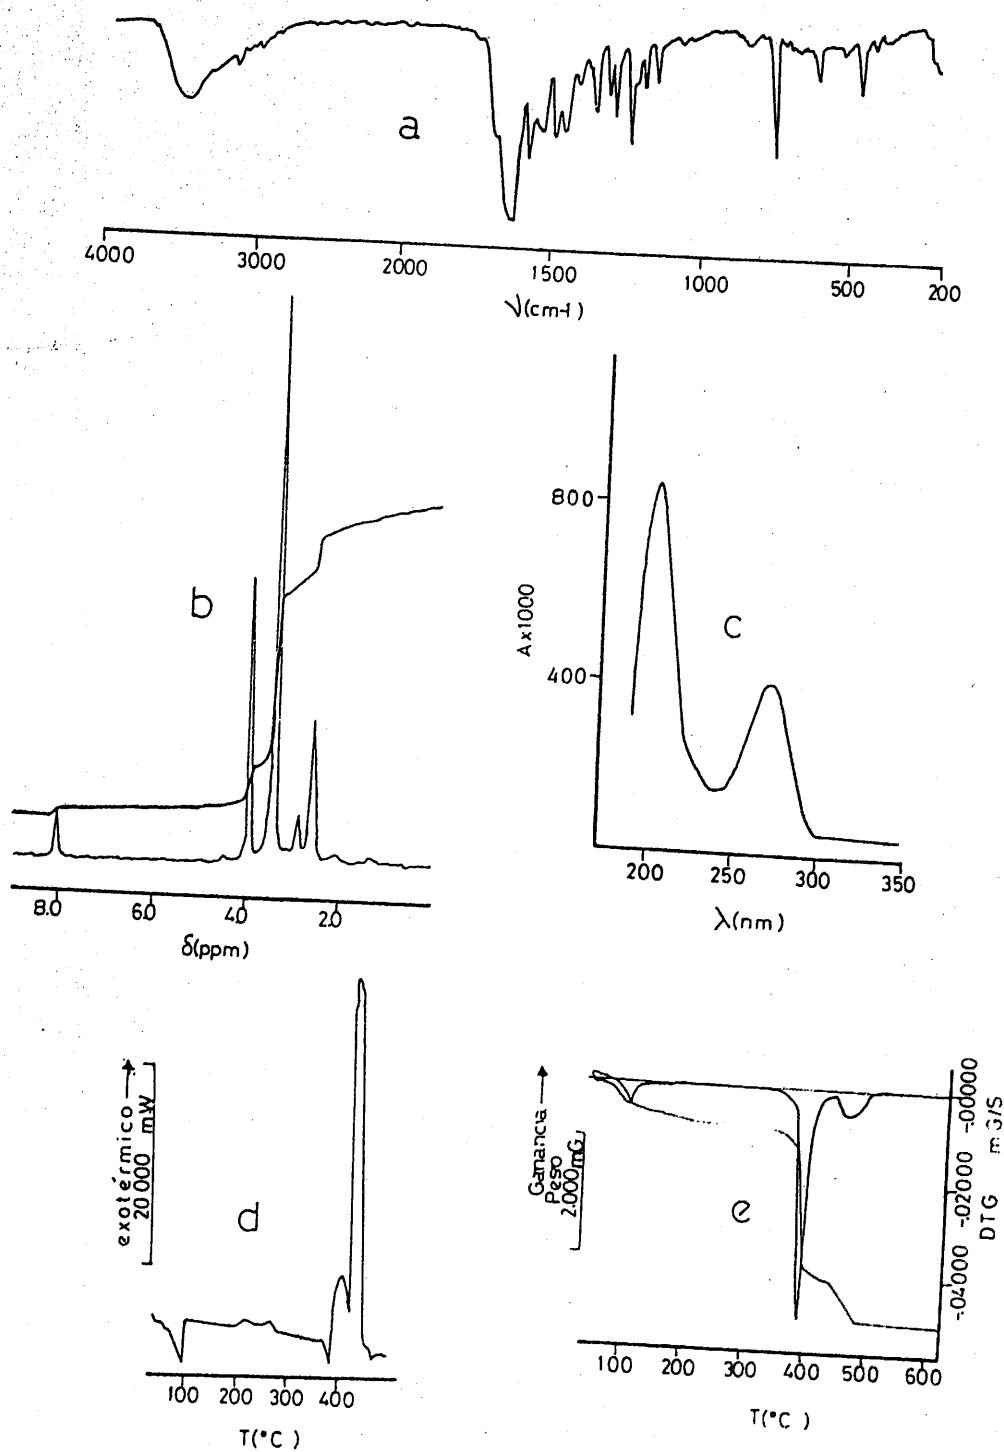 a
4000 3000 2000 1500 1000 500 200
ν(cm-1)
b
8.0 6.0 4.0 2.0
δ(ppm)
A x1000
800
400
c
200 250 300 350
λ(nm)
exotérmico
20000 mW
d
100 200 300 400
T(°C)
Ganancia
Peso
2.000mG
e
100 200 300 400 500 600
T(°C)
-.00000
-.02000
-.04000
DTG mG/S